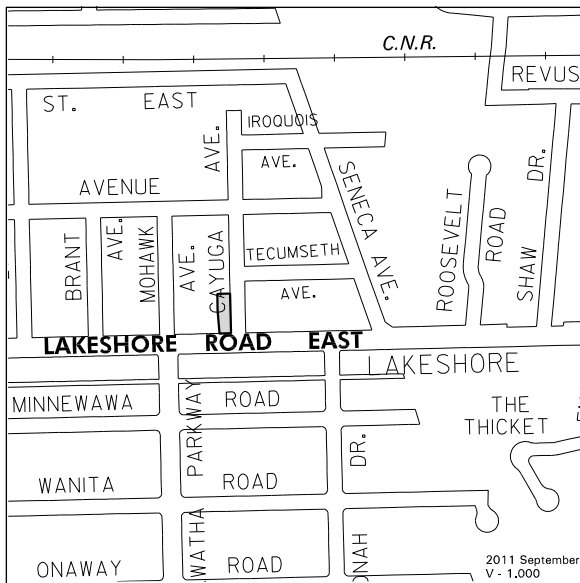 C.N.R.
REVUS
ST. EAST
IROQUOIS
AVE.
AVENUE
AVE.
SENECA AVE.
ROOSEVELT
ROAD
SHAW
DR.
BRANT
AVE.
MOHAWK
AVE.
CAYUGA
TECUMSETH
AVE.
LAKESHORE ROAD EAST
LAKESHORE
MINNEWAWA ROAD
PARKWAY
THE
THICKET
DR.
WANITA ROAD
WATHA
ONAH
ONAWAY ROAD
2011 September
V - 1.000